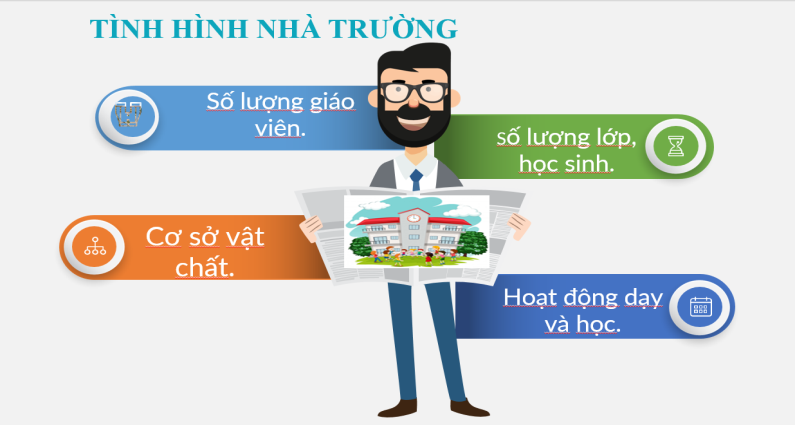 TÌNH HÌNH NHÀ TRƯỜNG
Số lượng giáo
viên.
số lượng lớp,
học sinh.
Cơ sở vật
chất.
Hoạt động dạy
và học.